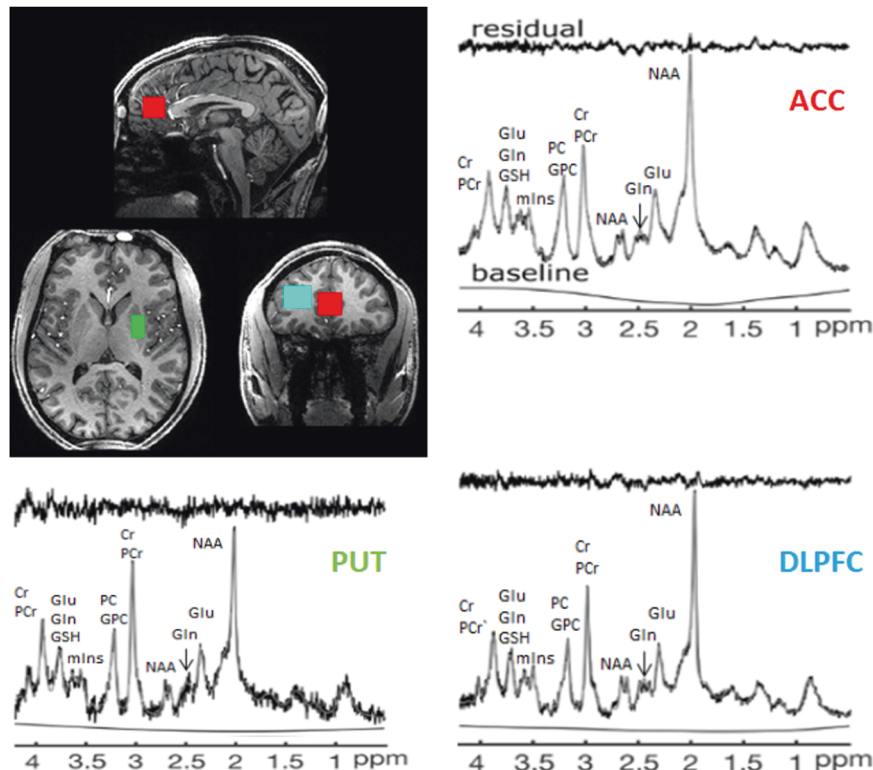 residual
NAA
ACC
Cr
PCr
Glu
Gln
GSH
mIns
PC
GPC
Cr
PCr
NAA
Gln
Glu
baseline
4 3.5 3 2.5 2 1.5 1 ppm
Cr
PCr
Glu
Gln
GSH
mIns
PC
GPC
Cr
PCr
NAA
Gln
Glu
NAA
PUT
4 3.5 3 2.5 2 1.5 1 ppm
Cr
PCr`
Glu
Gln
GSH
mIns
PC
GPC
Cr
PCr
NAA
Gln
Glu
NAA
DLPFC
4 3.5 3 2.5 2 1.5 1 ppm